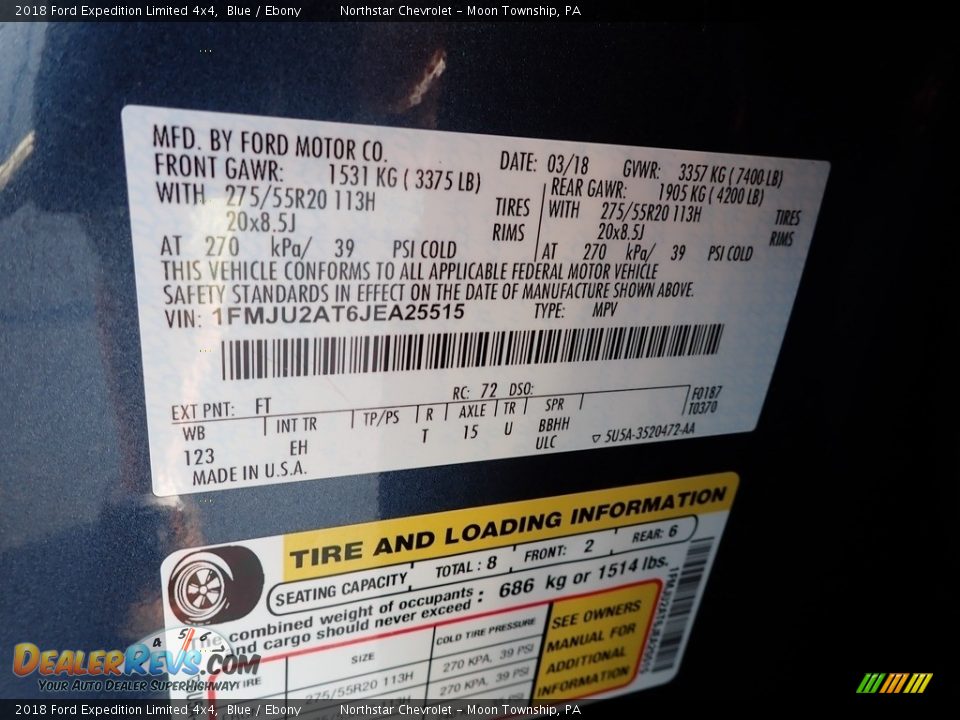 2018 Ford Expedition Limited 4x4, Blue / Ebony Northstar Chevrolet - Moon Township, PA
MFD. BY FORD MOTOR CO.
DATE: 03/18 GVWR: 3357 KG ( 7400 LB)
FRONT GAWR: 1531 KG ( 3375 LB)
REAR GAWR: 1905 KG ( 4200 LB)
WITH 275/55R20 113H TIRES
WITH 275/55R20 113H TIRES
20x8.5J RIMS
20x8.5J RIMS
AT 270 kPa/ 39 PSI COLD
AT 270 kPa/ 39 PSI COLD
THIS VEHICLE CONFORMS TO ALL APPLICABLE FEDERAL MOTOR VEHICLE
SAFETY STANDARDS IN EFFECT ON THE DATE OF MANUFACTURE SHOWN ABOVE.
VIN: 1FMJU2AT6JEA25515 TYPE: MPV
EXT PNT: FT RC: 72 DSO: F0187
T0370
WB INT TR TP/PS R AXLE TR SPR
123 EH T 15 U BBHH
ULC
▽ 5U5A-3520472-AA
MADE IN U.S.A.
TIRE AND LOADING INFORMATION
SEATING CAPACITY TOTAL : 8 FRONT: 2 REAR: 6
The combined weight of occupants
and cargo should never exceed : 686 kg or 1514 lbs.
TIRE SIZE COLD TIRE PRESSURE
275/55R20 113H 270 KPA, 39 PSI
270 KPA, 39 PSI
SEE OWNERS
MANUAL FOR
ADDITIONAL
INFORMATION
1FMJU2AT6JEA25515
DEALERREVS.COM
Your Auto Dealer SuperHighway
2018 Ford Expedition Limited 4x4, Blue / Ebony Northstar Chevrolet - Moon Township, PA